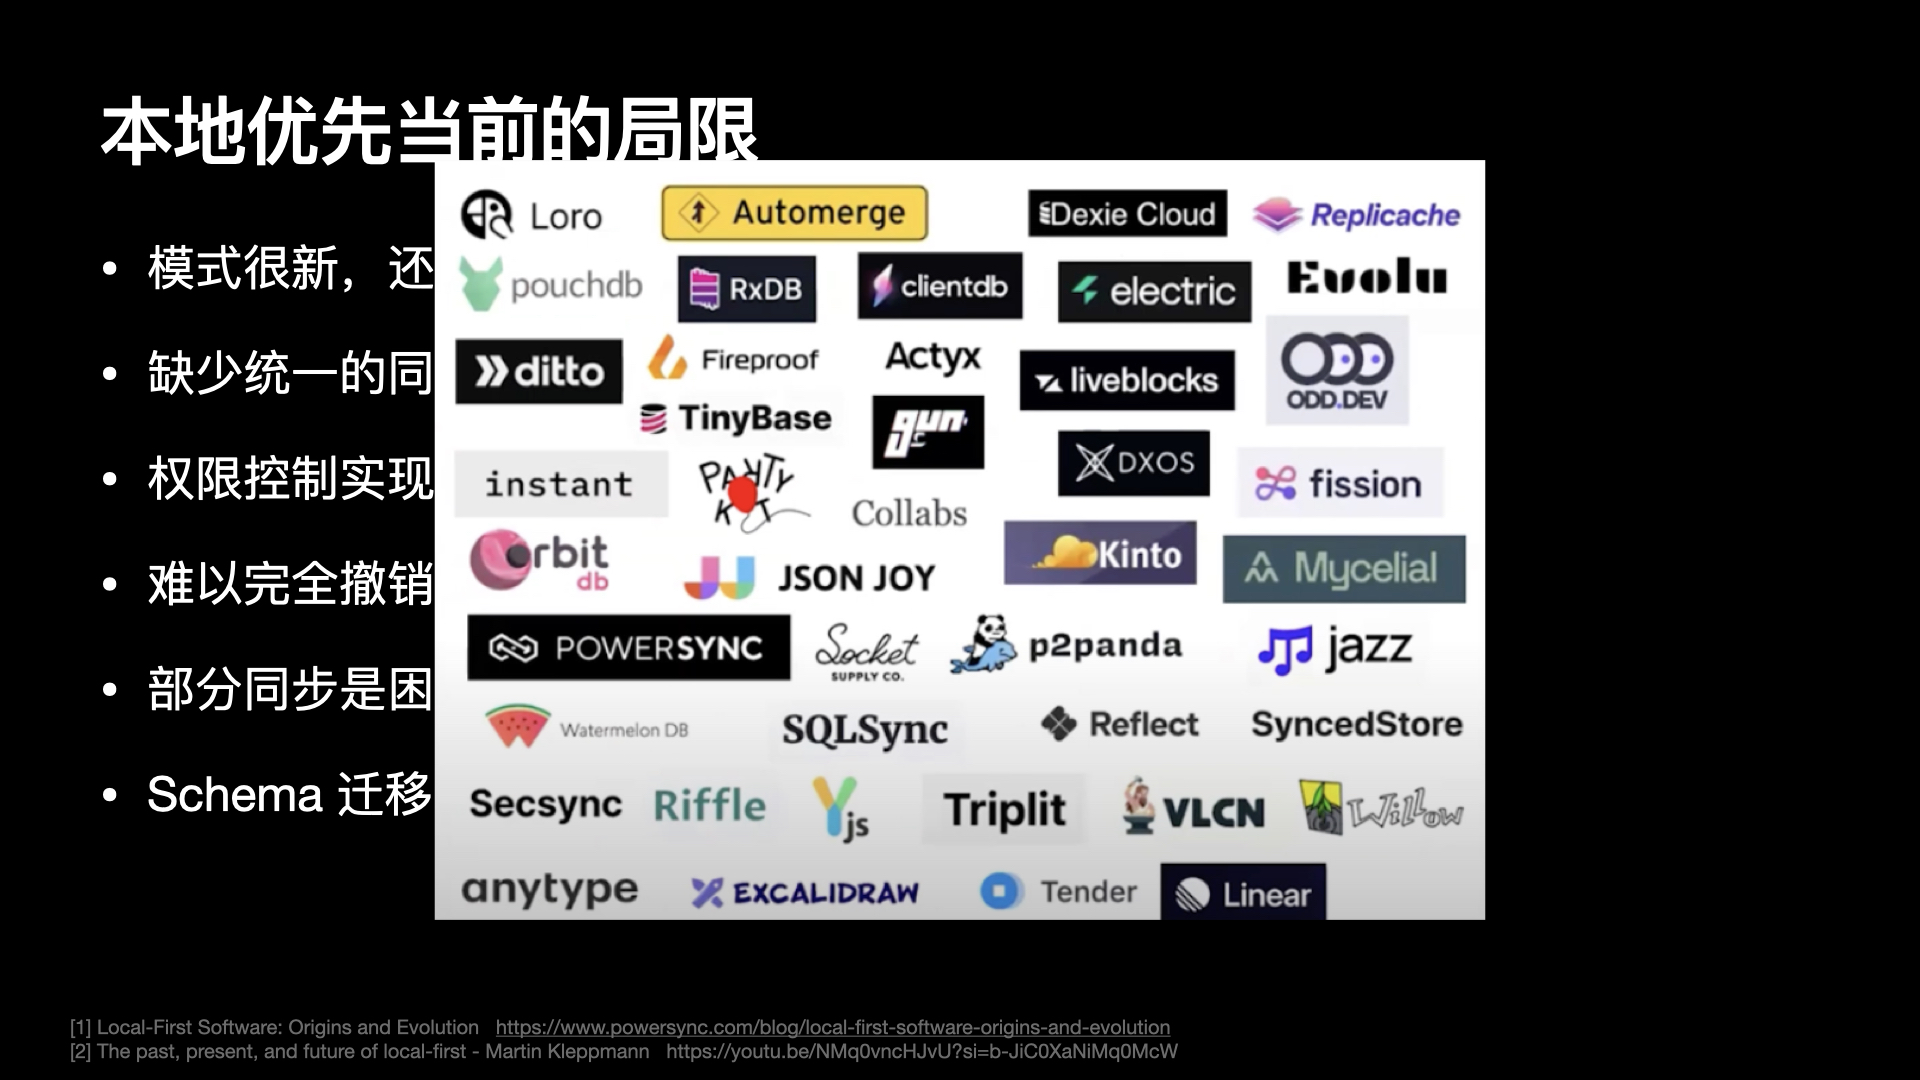 本地优先当前的局限
• 模式很新，还
• 缺少统一的同
• 权限控制实现
• 难以完全撤销
• 部分同步是困
• Schema 迁移
Loro Automerge Dexie Cloud Replicache
pouchdb RxDB clientdb electric Evolu
ditto Fireproof Actyx liveblocks ODD.DEV
TinyBase gun
instant PARTY KIT Collabs DXOS fission
Orbit db JSON JOY Kinto Mycelial
POWERSYNC Socket SUPPLY CO. p2panda jazz
Watermelon DB SQLSync Reflect SyncedStore
Secsync Riffle Yjs Triplit VLCN Willow
anytype EXCALIDRAW Tender Linear
[1] Local-First Software: Origins and Evolution https://www.powersync.com/blog/local-first-software-origins-and-evolution
[2] The past, present, and future of local-first - Martin Kleppmann https://youtu.be/NMq0vncHJvU?si=b-JiC0XaNiMq0McW